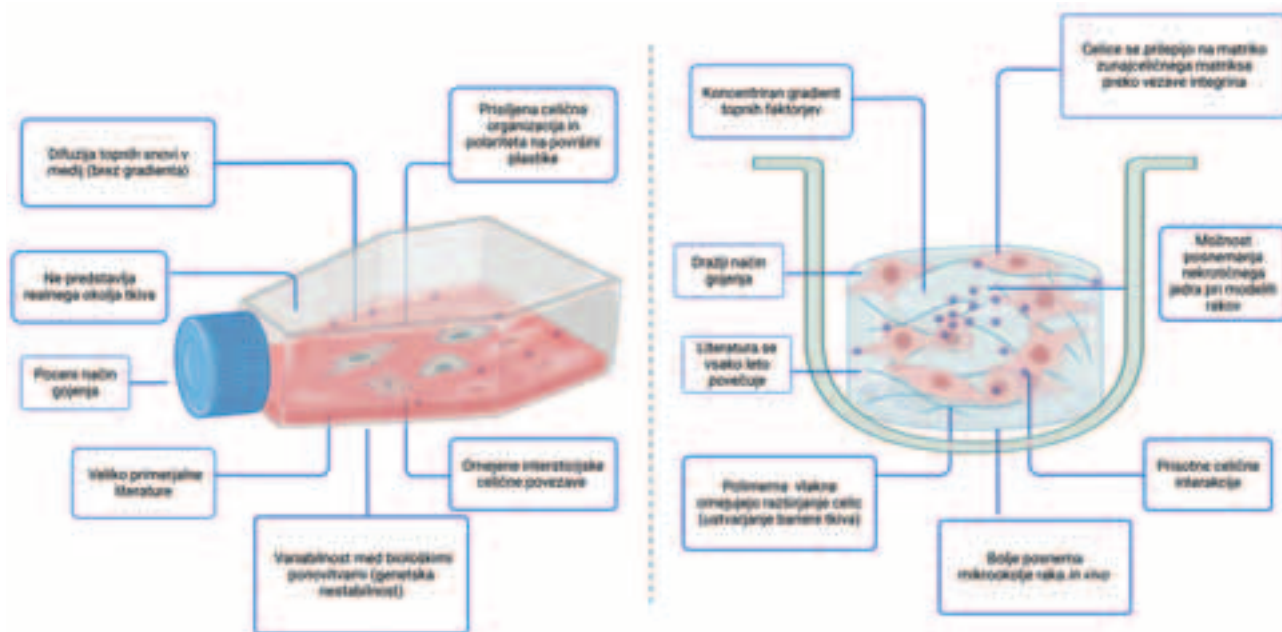 Difuzija topnih snovi v
medij (brez gradienta)
Prisiljena celična
organizacija in
polariteta na površini
plastike
Ne predstavlja
realnega okolja tkiva
Poceni način
gojenja
Veliko primerjalne
literature
Omejene intersticijske
celične povezave
Variabilnost med biološkimi
ponovitvami (genetska
nestabilnost)
Koncentriran gradient
topnih faktorjev
Celice se prilepijo na matriko
zunajceličnega matriksa
preko vezave integrina
Dražji način
gojenja
Možnost
posnemanja
nekrotičnega
jedra pri modelih
rakov
Literatura se
vsako leto
povečuje
Polimerna vlakna
omejujejo razširjanje celic
(ustvarjanje bariere tkiva)
Prisotne celične
interakcije
Bolje posnema
mikrookolje raka in vivo